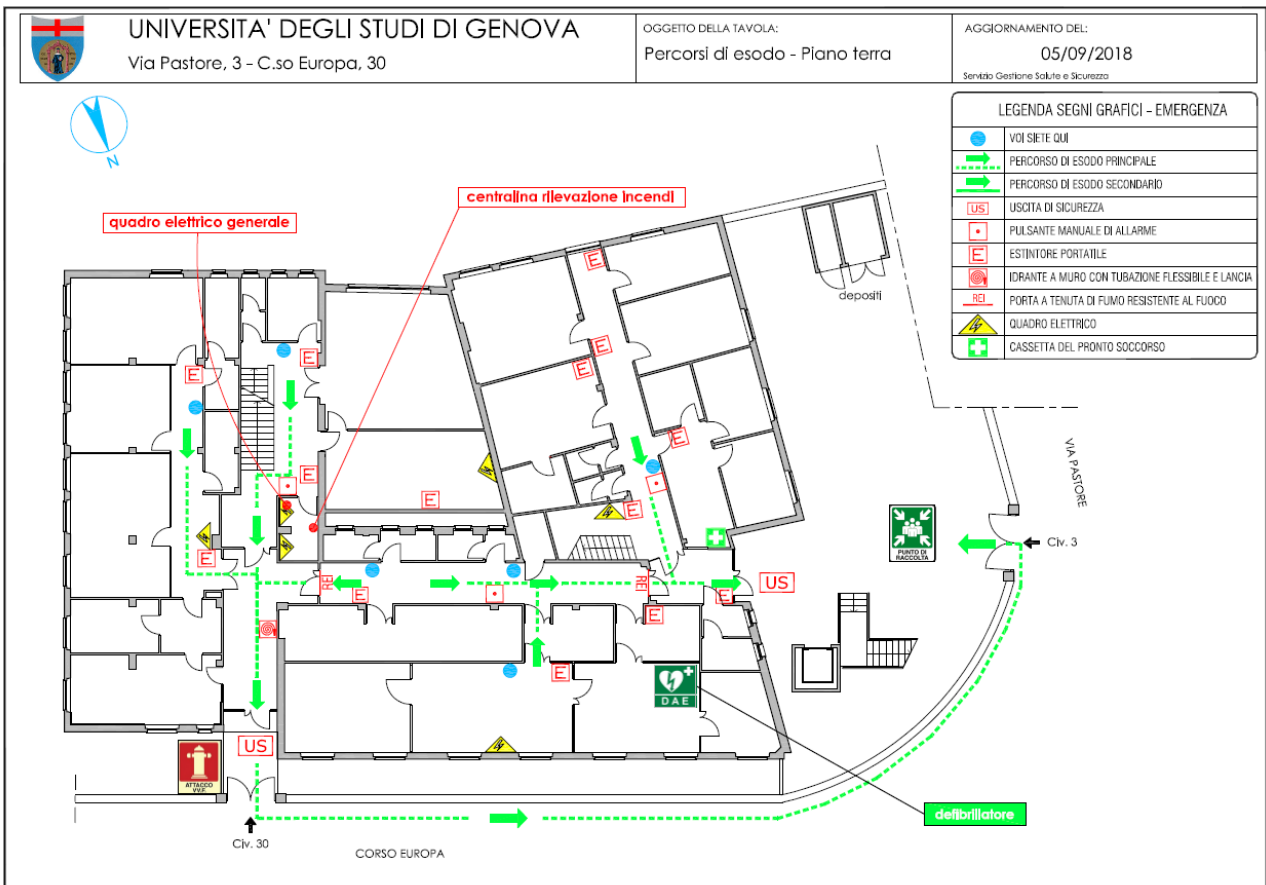 UNIVERSITA' DEGLI STUDI DI GENOVA
Via Pastore, 3 - C.so Europa, 30
OGGETTO DELLA TAVOLA:
Percorsi di esodo - Piano terra
AGGIORNAMENTO DEL:
05/09/2018
Servizio Gestione Salute e Sicurezza
N
LEGENDA SEGNI GRAFICI - EMERGENZA
VOI SIETE QUI
PERCORSO DI ESODO PRINCIPALE
PERCORSO DI ESODO SECONDARIO
US USCITA DI SICUREZZA
PULSANTE MANUALE DI ALLARME
E ESTINTORE PORTATILE
IDRANTE A MURO CON TUBAZIONE FLESSIBILE E LANCIA
REI PORTA A TENUTA DI FUMO RESISTENTE AL FUOCO
QUADRO ELETTRICO
CASSETTA DEL PRONTO SOCCORSO
centralina rilevazione incendi
quadro elettrico generale
depositi
E
E
E
E
E
E
E
E
E
VIA PASTORE
PUNTO DI
RACCOLTA
Civ. 3
E
REI
REI
US
E
E
E
E
DAE
US
ATTACCO
VV.F.
defibrillatore
Civ. 30
CORSO EUROPA